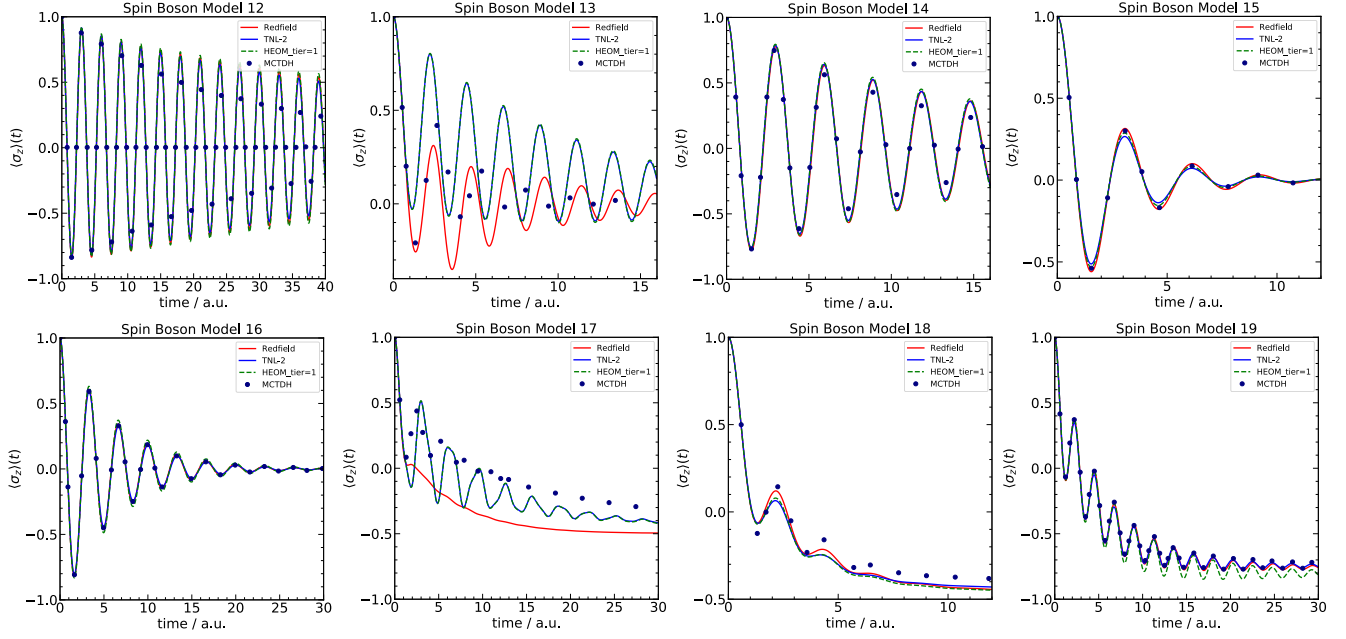 Spin Boson Model 12
Redfield
TNL-2
HEOM_tier=1
MCTDH
⟨σz⟩(t)
1.0
0.5
0.0
−0.5
−1.0
0 5 10 15 20 25 30 35 40
time / a.u.
Spin Boson Model 13
Redfield
TNL-2
HEOM_tier=1
MCTDH
⟨σz⟩(t)
1.0
0.5
0.0
0 5 10 15
time / a.u.
Spin Boson Model 14
Redfield
TNL-2
HEOM_tier=1
MCTDH
⟨σz⟩(t)
1.0
0.5
0.0
−0.5
−1.0
0 5 10 15
time / a.u.
Spin Boson Model 15
Redfield
TNL-2
HEOM_tier=1
MCTDH
⟨σz⟩(t)
1.0
0.5
0.0
−0.5
0 5 10
time / a.u.
Spin Boson Model 16
Redfield
TNL-2
HEOM_tier=1
MCTDH
⟨σz⟩(t)
1.0
0.5
0.0
−0.5
−1.0
0 5 10 15 20 25 30
time / a.u.
Spin Boson Model 17
Redfield
TNL-2
HEOM_tier=1
MCTDH
⟨σz⟩(t)
1.0
0.5
0.0
−0.5
−1.0
0 5 10 15 20 25 30
time / a.u.
Spin Boson Model 18
Redfield
TNL-2
HEOM_tier=1
MCTDH
⟨σz⟩(t)
1.0
0.5
0.0
−0.5
0 5 10
time / a.u.
Spin Boson Model 19
Redfield
TNL-2
HEOM_tier=1
MCTDH
⟨σz⟩(t)
1.0
0.5
0.0
−0.5
−1.0
0 5 10 15 20 25 30
time / a.u.